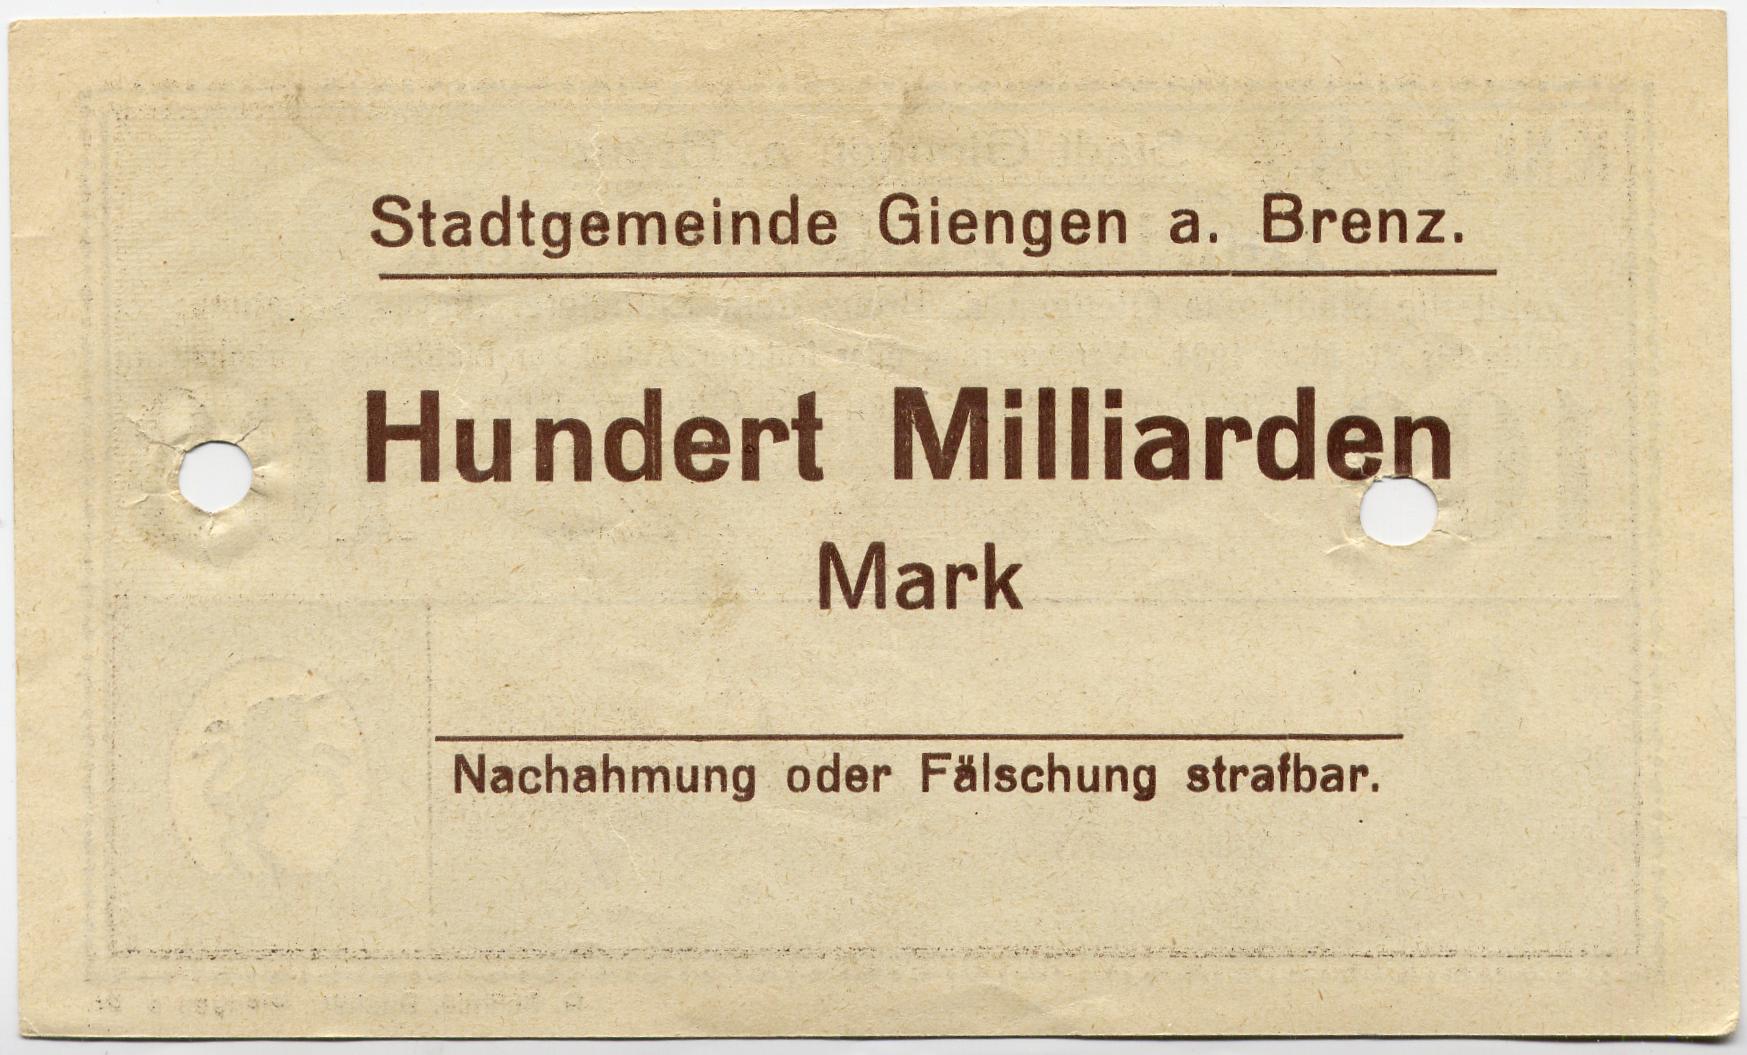 Stadtgemeinde Giengen a. Brenz.
Hundert Milliarden
Mark
Nachahmung oder Fälschung strafbar.